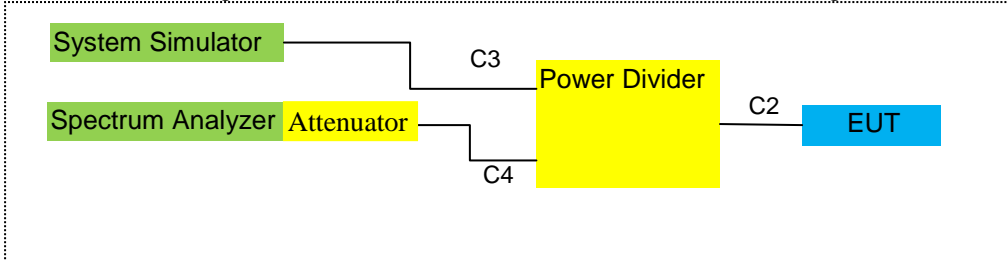 System Simulator
C3
Power Divider
Spectrum Analyzer
Attenuator
C2
EUT
C4